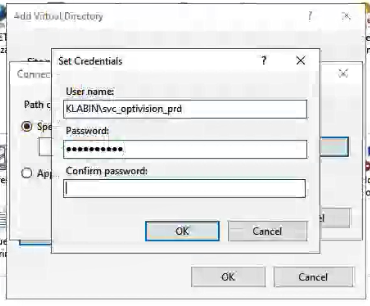 Add Virtual Directory ? ×
Set Credentials ? ×
Connec
User name:
KLABIN\svc_optivision_prd
Path c
Password:
Spe
••••••••••
Confirm password:
App
OK Cancel
OK Cancel